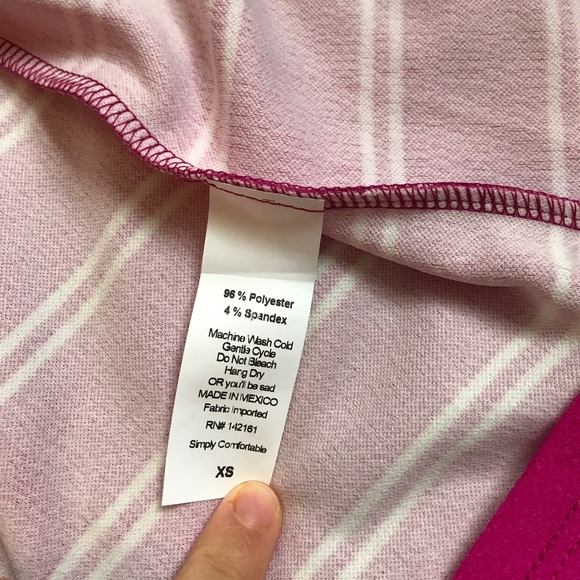 96 % Polyester
4 % Spandex
Machine Wash Cold
Gentle Cycle
Do Not Bleach
Hang Dry
OR you'll be sad
MADE IN MEXICO
Fabric Imported
RN# 142161
Simply Comfortable
XS